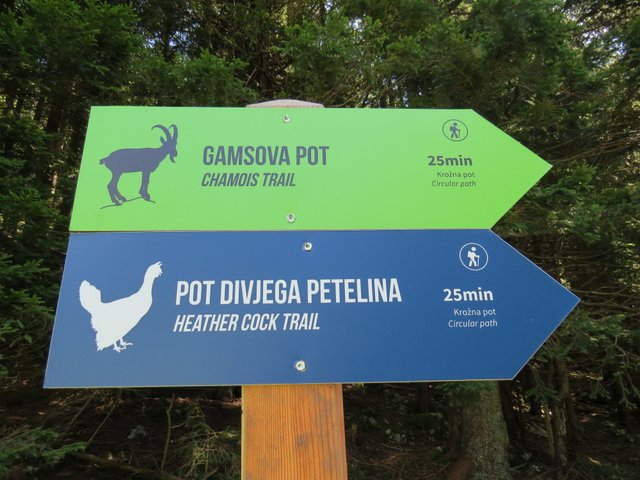 GAMSOVA POT
CHAMOIS TRAIL
25min
Krožna pot
Circular path
POT DIVJEGA PETELINA
HEATHER COCK TRAIL
25min
Krožna pot
Circular path